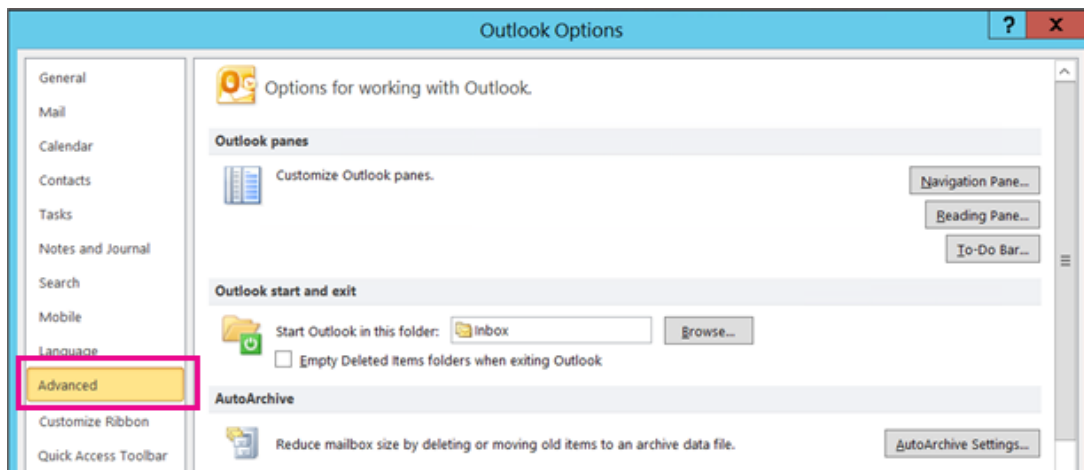 Outlook Options
?
x
General
Mail
Calendar
Contacts
Tasks
Notes and Journal
Search
Mobile
Language
Advanced
Customize Ribbon
Quick Access Toolbar
Options for working with Outlook.
Outlook panes
Customize Outlook panes.
Navigation Pane...
Reading Pane...
To-Do Bar...
Outlook start and exit
Start Outlook in this folder: Inbox Browse...
Empty Deleted Items folders when exiting Outlook
AutoArchive
Reduce mailbox size by deleting or moving old items to an archive data file. AutoArchive Settings...